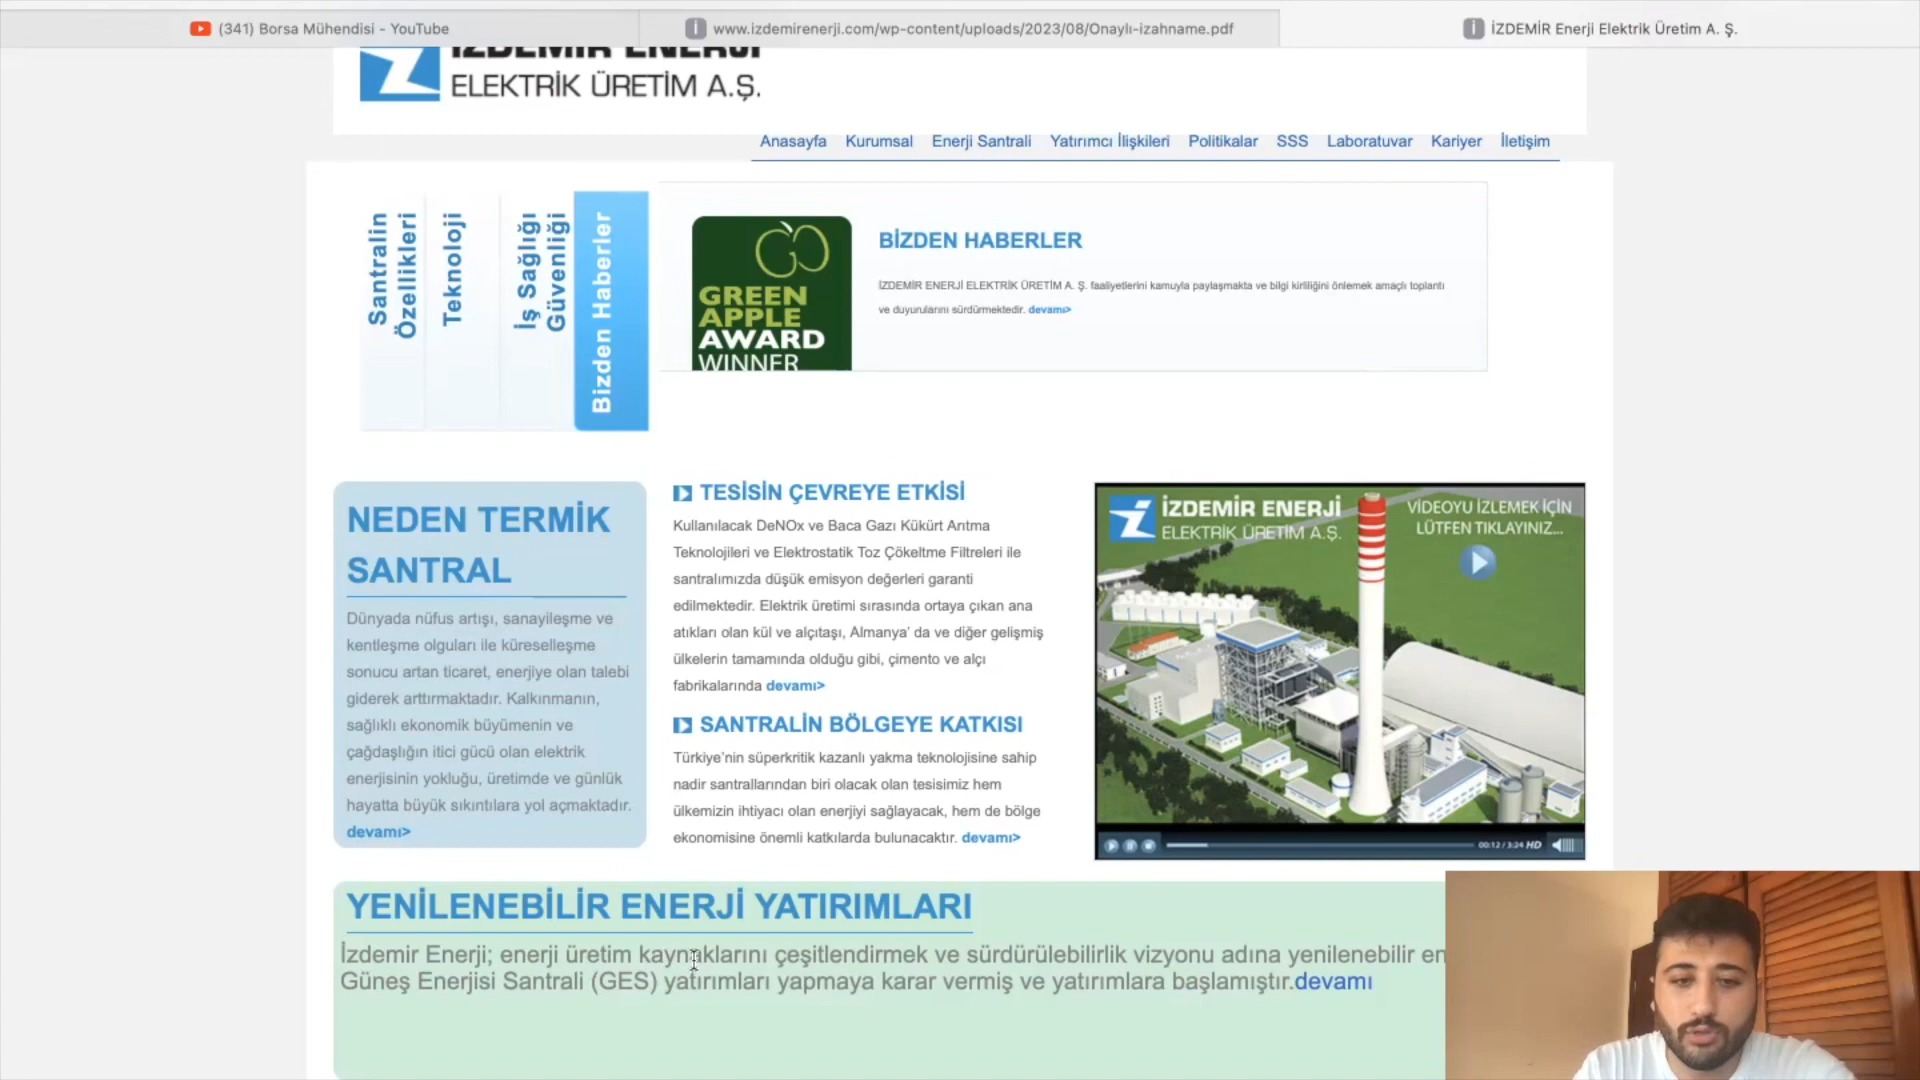 (341) Borsa Mühendisi - YouTube
www.izdemirenerji.com/wp-content/uploads/2023/08/Onaylı-izahname.pdf
İZDEMİR Enerji Elektrik Üretim A. Ş.
İZDEMİR ENERJİ
ELEKTRİK ÜRETİM A.Ş.
Anasayfa Kurumsal Enerji Santrali Yatırımcı İlişkileri Politikalar SSS Laboratuvar Kariyer İletişim
Santralin
Özellikleri
Teknoloji
İş Sağlığı
Güvenliği
Bizden Haberler
GREEN
APPLE
AWARD
WINNER
BİZDEN HABERLER
İZDEMİR ENERJİ ELEKTRİK ÜRETİM A. Ş. faaliyetlerini kamuyla paylaşmakta ve bilgi kirliliğini önlemek amaçlı toplantı
ve duyurularını sürdürmektedir. devamı>
NEDEN TERMİK
SANTRAL
Dünyada nüfus artışı, sanayileşme ve
kentleşme olguları ile küreselleşme
sonucu artan ticaret, enerjiye olan talebi
giderek arttırmaktadır. Kalkınmanın,
sağlıklı ekonomik büyümenin ve
çağdaşlığın itici gücü olan elektrik
enerjisinin yokluğu, üretimde ve günlük
hayatta büyük sıkıntılara yol açmaktadır.
devamı>
TESİSİN ÇEVREYE ETKİSİ
Kullanılacak DeNOx ve Baca Gazı Kükürt Arıtma
Teknolojileri ve Elektrostatik Toz Çökeltme Filtreleri ile
santralımızda düşük emisyon değerleri garanti
edilmektedir. Elektrik üretimi sırasında ortaya çıkan ana
atıkları olan kül ve alçıtaşı, Almanya' da ve diğer gelişmiş
ülkelerin tamamında olduğu gibi, çimento ve alçı
fabrikalarında devamı>
SANTRALİN BÖLGEYE KATKISI
Türkiye'nin süperkritik kazanlı yakma teknolojisine sahip
nadir santrallarından biri olacak olan tesisimiz hem
ülkemizin ihtiyacı olan enerjiyi sağlayacak, hem de bölge
ekonomisine önemli katkılarda bulunacaktır. devamı>
İZDEMİR ENERJİ
ELEKTRİK ÜRETİM A.Ş.
VİDEOYU İZLEMEK İÇİN
LÜTFEN TIKLAYINIZ...
00:12 / 3:24 HD
YENİLENEBİLİR ENERJİ YATIRIMLARI
İzdemir Enerji; enerji üretim kaynaklarını çeşitlendirmek ve sürdürülebilirlik vizyonu adına yenilenebilir en
Güneş Enerjisi Santrali (GES) yatırımları yapmaya karar vermiş ve yatırımlara başlamıştır.devamı